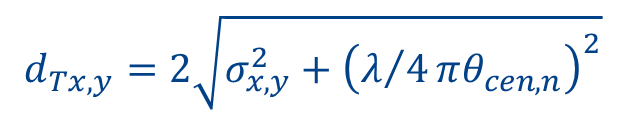 d_{Tx,y} = 2\sqrt{\sigma_{x,y}^{2} + (\lambda/4\pi\theta_{cen,n})^{2}}